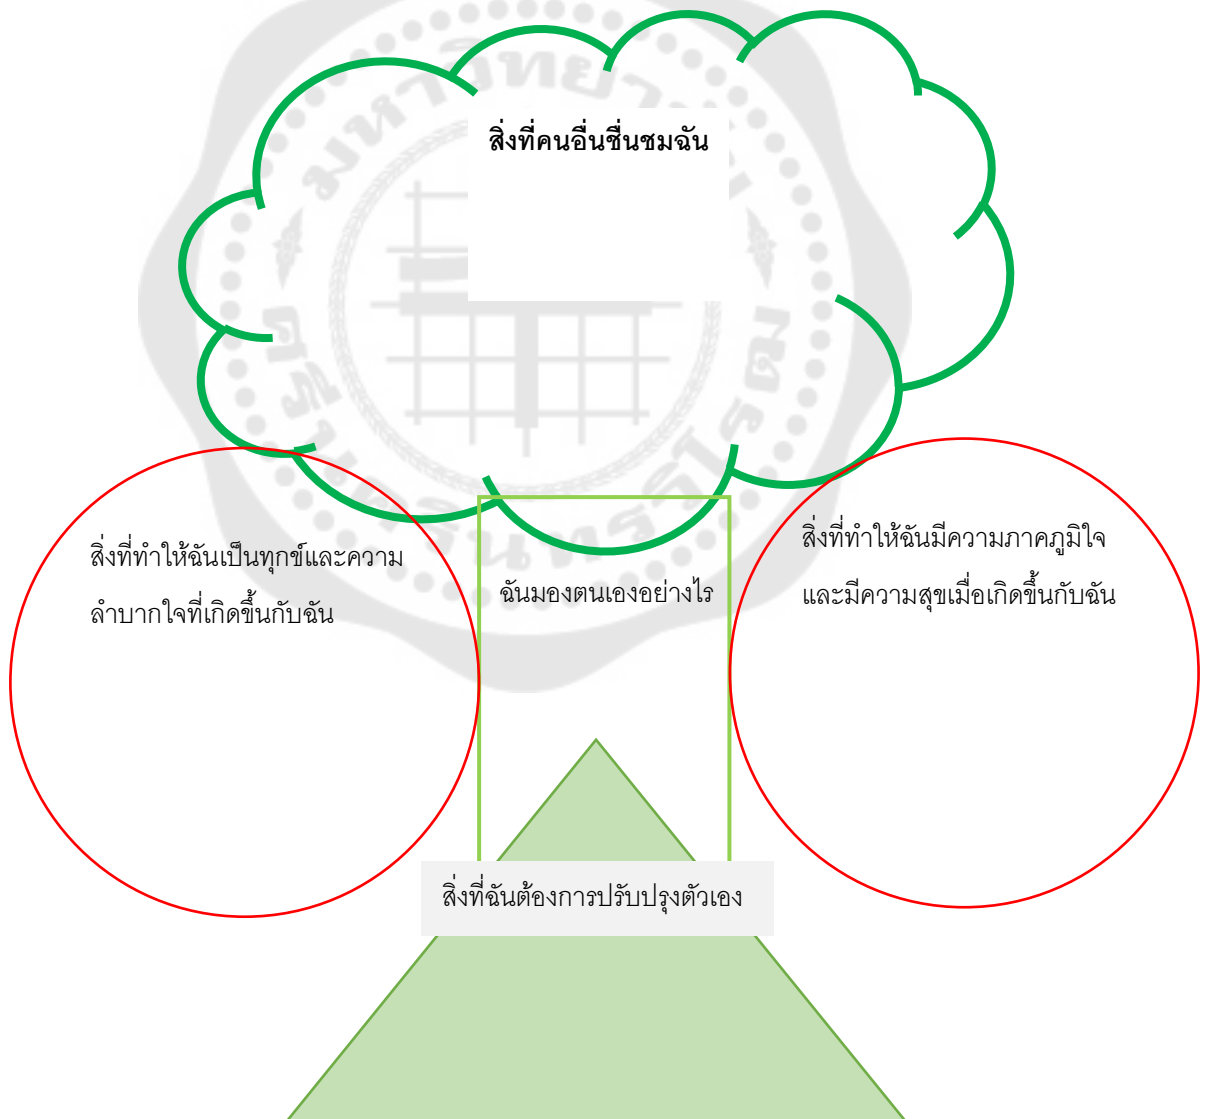 สิ่งที่คนอื่นชื่นชมฉัน
สิ่งที่ทำให้ฉันเป็นทุกข์และความ
ลำบากใจที่เกิดขึ้นกับฉัน
ฉันมองตนเองอย่างไร
สิ่งที่ทำให้ฉันมีความภาคภูมิใจ
และมีความสุขเมื่อเกิดขึ้นกับฉัน
สิ่งที่ฉันต้องการปรับปรุงตัวเอง